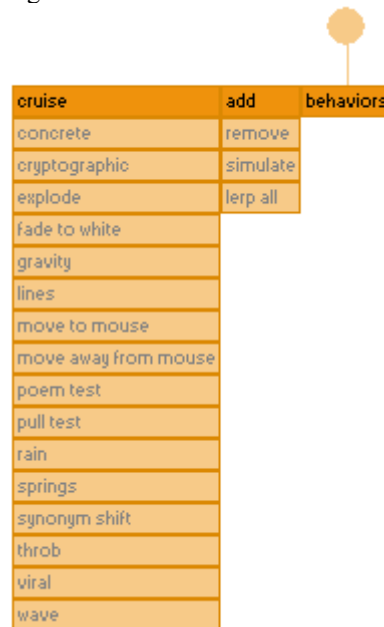 cruise add behaviors
concrete remove
cryptographic simulate
explode lerp all
fade to white
gravity
lines
move to mouse
move away from mouse
poem test
pull test
rain
springs
synonym shift
throb
viral
wave